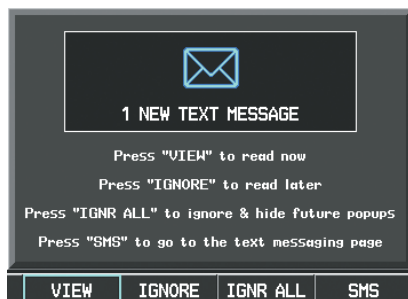 1 NEW TEXT MESSAGE
Press "VIEW" to read now
Press "IGNORE" to read later
Press "IGNR ALL" to ignore & hide future popups
Press "SMS" to go to the text messaging page
VIEW IGNORE IGNR ALL SMS